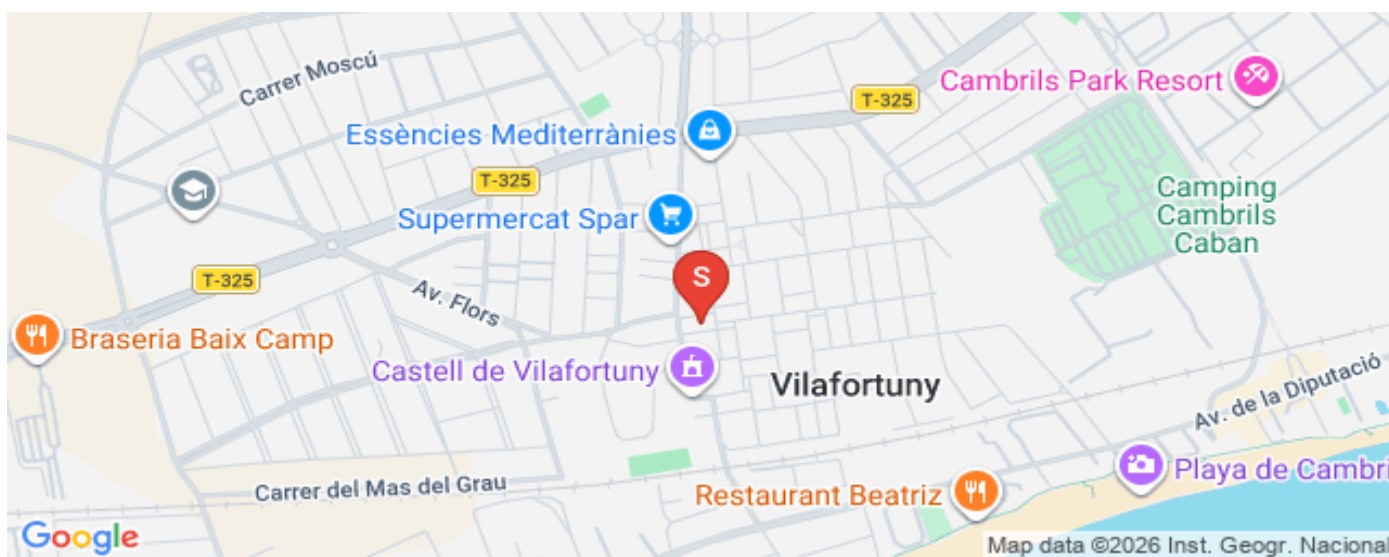 Carrer Moscú
Cambrils Park Resort
T-325
Essències Mediterrànies
T-325
Camping
Cambrils
Caban
Supermercat Spar
S
T-325
Av. Flors
Braseria Baix Camp
Castell de Vilafortuny
Vilafortuny
Av. de la Diputació
Playa de Cambri
Carrer del Mas del Grau
Restaurant Beatriz
Google
Map data ©2026 Inst. Geogr. Nacional